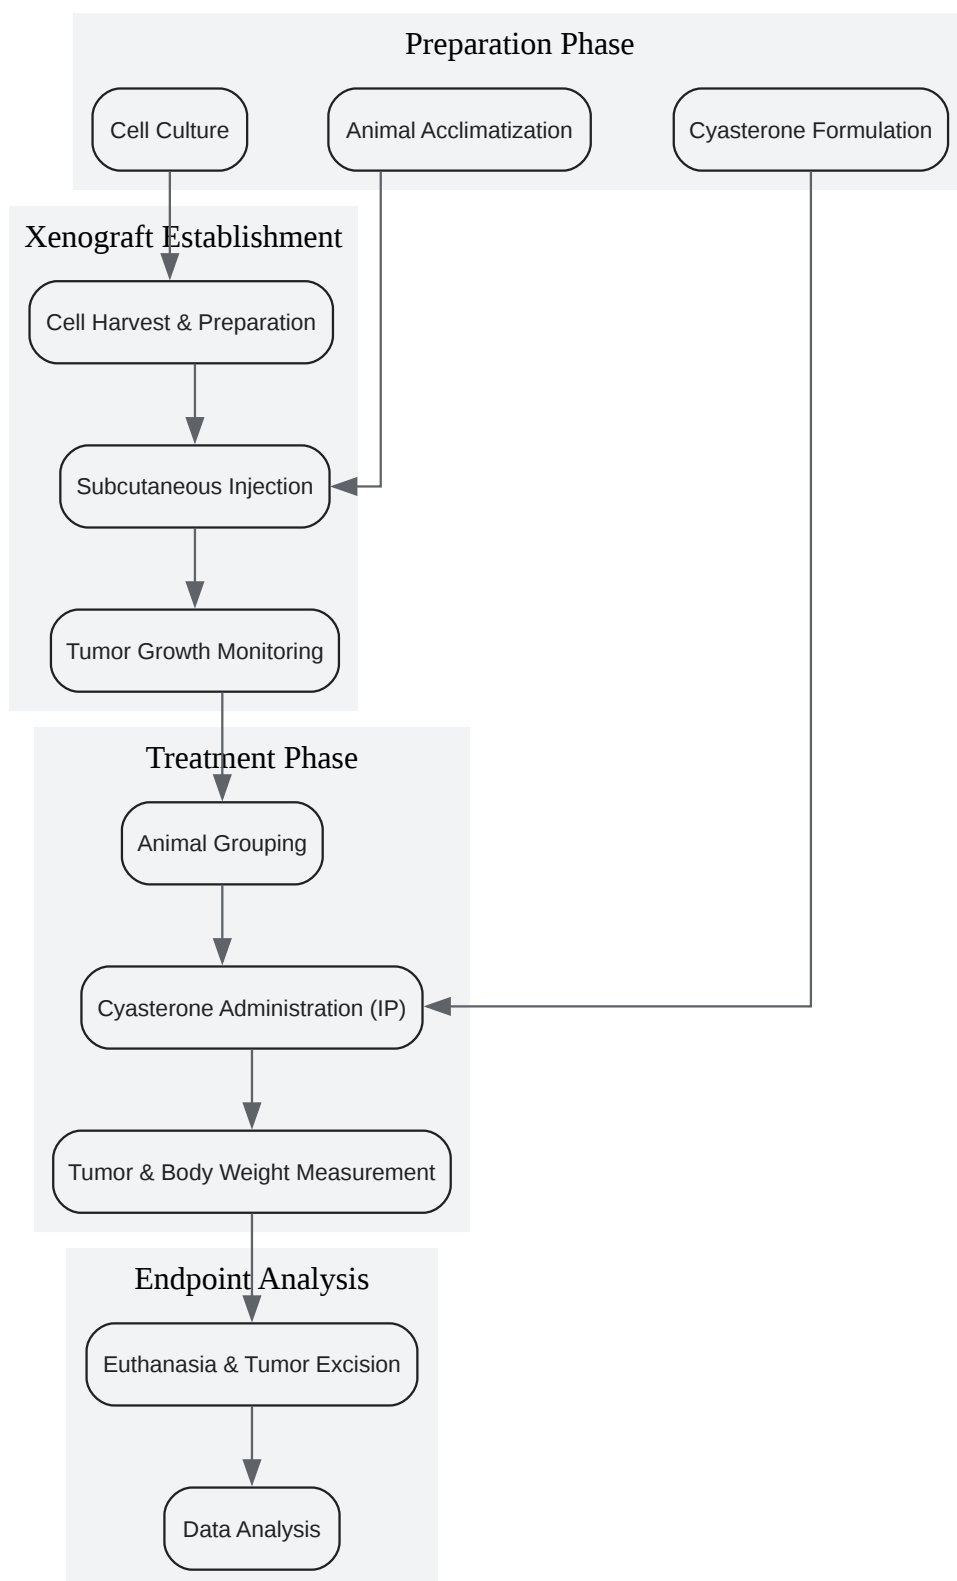 Preparation Phase
Cell Culture
Animal Acclimatization
Cyasterone Formulation
Xenograft Establishment
Cell Harvest & Preparation
Subcutaneous Injection
Tumor Growth Monitoring
Treatment Phase
Animal Grouping
Cyasterone Administration (IP)
Tumor & Body Weight Measurement
Endpoint Analysis
Euthanasia & Tumor Excision
Data Analysis